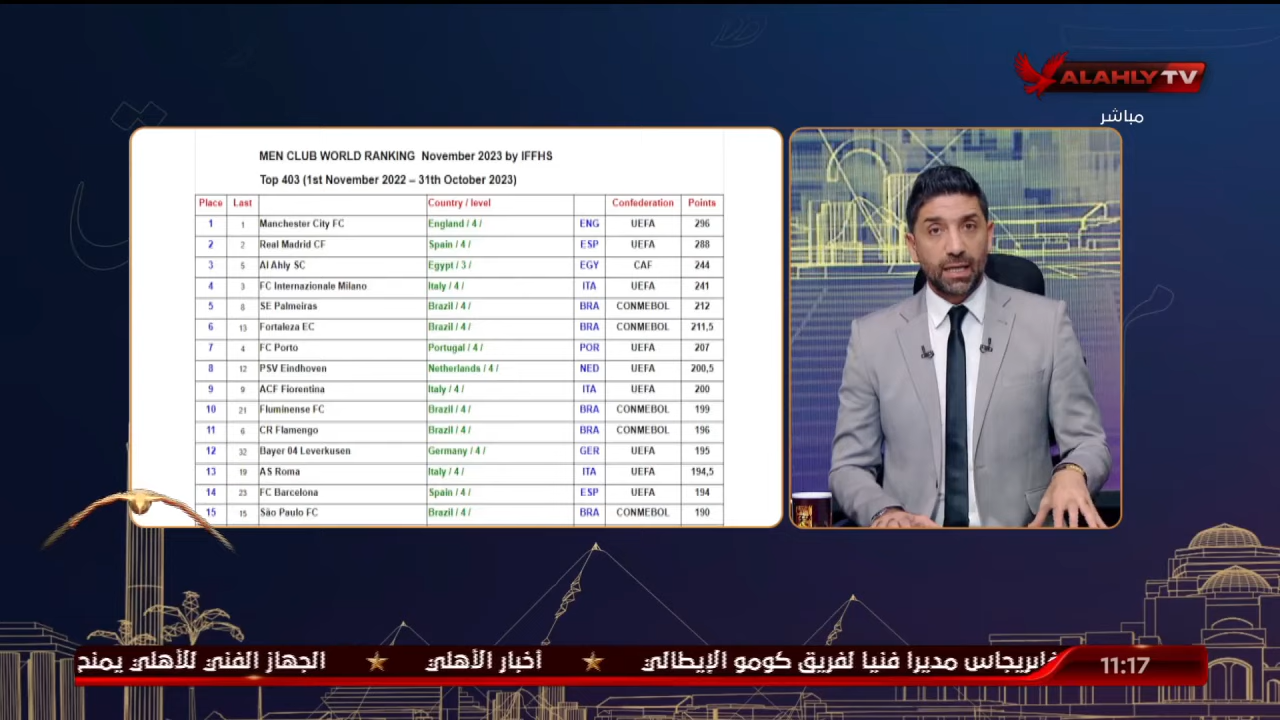 ALAHLY TV
مباشر
MEN CLUB WORLD RANKING November 2023 by IFFHS
Top 403 (1st November 2022 – 31th October 2023)
Place Last Country / level Confederation Points
1 1 Manchester City FC England / 4 / ENG UEFA 296
2 2 Real Madrid CF Spain / 4 / ESP UEFA 288
3 5 Al Ahly SC Egypt / 3 / EGY CAF 244
4 3 FC Internazionale Milano Italy / 4 / ITA UEFA 241
5 8 SE Palmeiras Brazil / 4 / BRA CONMEBOL 212
6 13 Fortaleza EC Brazil / 4 / BRA CONMEBOL 211,5
7 4 FC Porto Portugal / 4 / POR UEFA 207
8 12 PSV Eindhoven Netherlands / 4 / NED UEFA 200,5
9 9 ACF Fiorentina Italy / 4 / ITA UEFA 200
10 21 Fluminense FC Brazil / 4 / BRA CONMEBOL 199
11 6 CR Flamengo Brazil / 4 / BRA CONMEBOL 196
12 32 Bayer 04 Leverkusen Germany / 4 / GER UEFA 195
13 19 AS Roma Italy / 4 / ITA UEFA 194,5
14 23 FC Barcelona Spain / 4 / ESP UEFA 194
15 15 São Paulo FC Brazil / 4 / BRA CONMEBOL 190
فابريجاس مديرا فنيا لفريق كومو الإيطالي ★ أخبار الأهلي ★ الجهاز الفني للأهلي يمنح
11:17